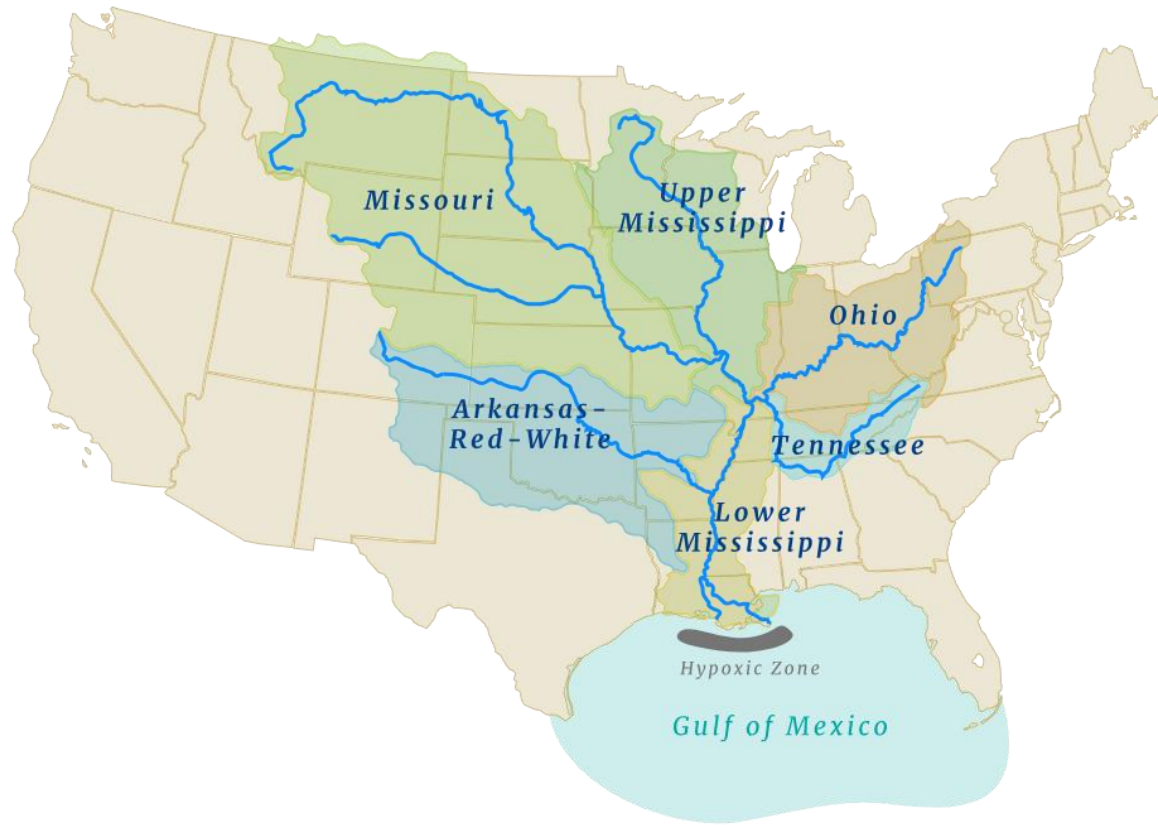 Missouri
Upper
Mississippi
Ohio
Arkansas-
Red-White
Tennessee
Lower
Mississippi
Hypoxic Zone
Gulf of Mexico